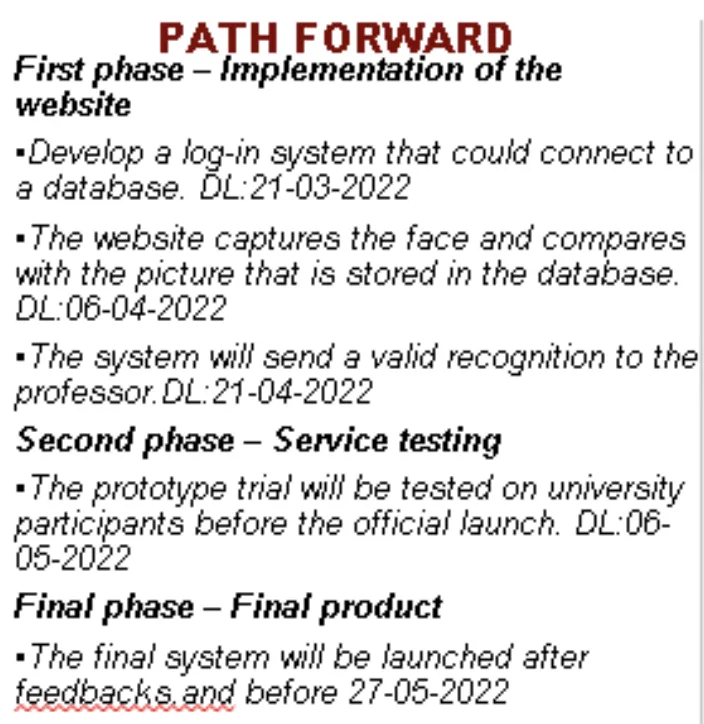 PATH FORWARD
First phase – Implementation of the
website
▪Develop a log-in system that could connect to
a database. DL:21-03-2022
▪The website captures the face and compares
with the picture that is stored in the database.
DL:06-04-2022
▪The system will send a valid recognition to the
professor.DL:21-04-2022
Second phase – Service testing
▪The prototype trial will be tested on university
participants before the official launch. DL:06-
05-2022
Final phase – Final product
▪The final system will be launched after
feedbacks.and before 27-05-2022